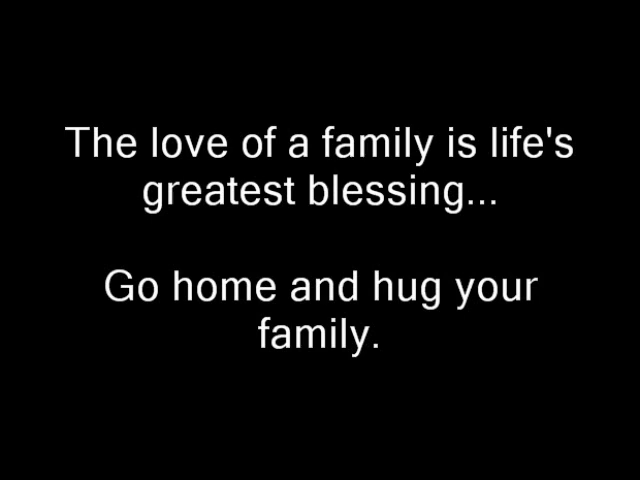 The love of a family is life's
greatest blessing...
Go home and hug your
family.